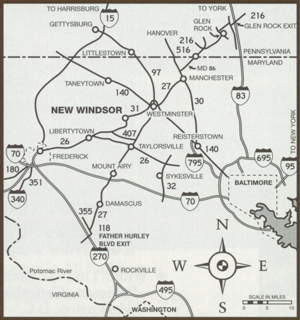 TO HARRISBURG
15
216
GETTYSBURG
HANOVER
GLEN
ROCK
GLEN ROCK EXIT
LITTLESTOWN
216
516
PENNSYLVANIA
MARYLAND
MD 86
97
27
MANCHESTER
TANEYTOWN
140
83
30
NEW WINDSOR
31
WESTMINSTER
TO NEW YORK
LIBERTYTOWN
407
REISTERSTOWN
26
TAYLORSVILLE
140
70
795
695
95
FREDERICK
26
180
MOUNT AIRY
SYKESVILLE
BALTIMORE
351
32
340
70
DAMASCUS
355
27
118
FATHER HURLEY
BLVD EXIT
N
270
W
E
Potomac River
ROCKVILLE
S
VIRGINIA
495
SCALE IN MILES
0
5
10
WASHINGTON